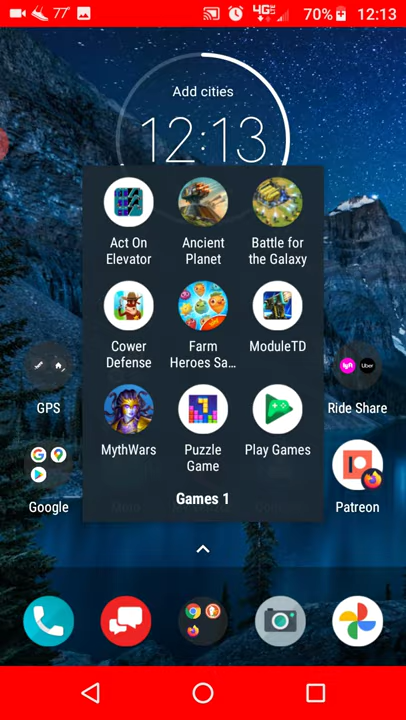 77°
4G
70%
12:13
Add cities
12:13
Act On
Elevator
Ancient
Planet
Battle for
the Galaxy
Cower
Defense
Farm
Heroes Sa...
ModuleTD
MythWars
Puzzle
Game
Play Games
Games 1
GPS
Ride Share
Uber
Google
Patreon